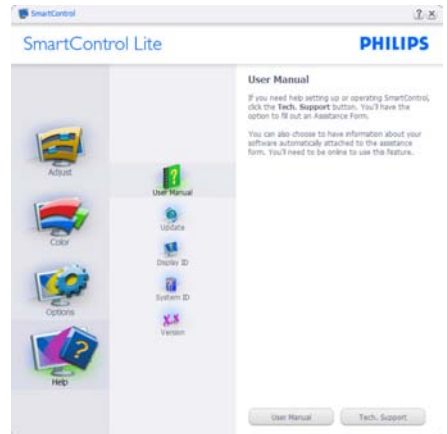 SmartControl
SmartControl Lite
PHILIPS
Adjust
Color
Options
Help
User Manual
Update
Display ID
System ID
Version
User Manual
If you need help setting up or operating SmartControl,
click the Tech. Support button. You'll have the
option to fill out an Assistance Form.
You can also choose to have information about your
software automatically attached to the assistance
form. You'll need to be online to use this feature.
User Manual
Tech. Support